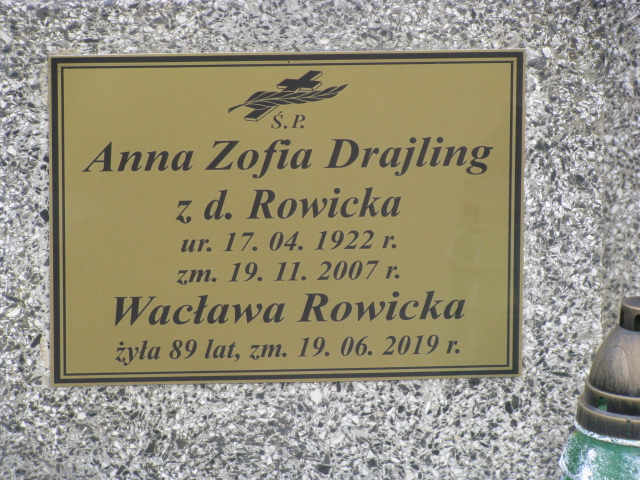 Ś.P.
Anna Zofia Drajling
z d. Rowicka
ur. 17. 04. 1922 r.
zm. 19. 11. 2007 r.
Wacława Rowicka
żyła 89 lat, zm. 19. 06. 2019 r.